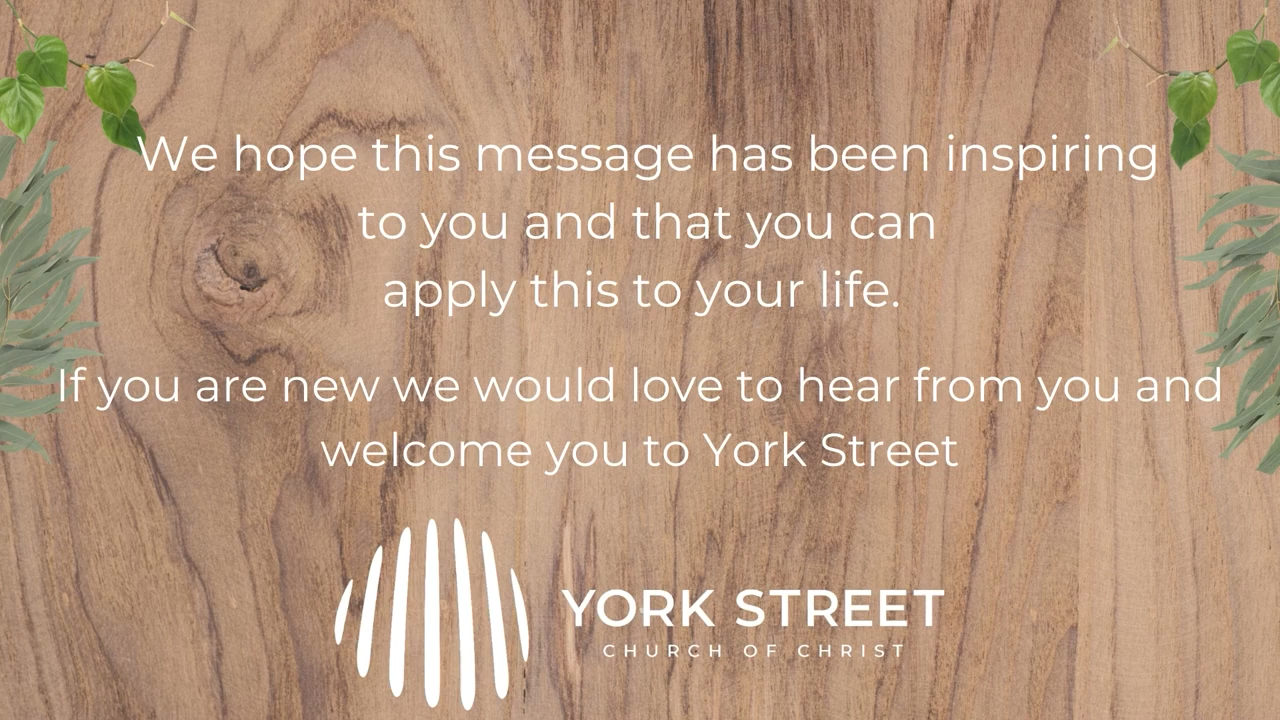 We hope this message has been inspiring
to you and that you can
apply this to your life.
If you are new we would love to hear from you and
welcome you to York Street
YORK STREET
CHURCH OF CHRIST